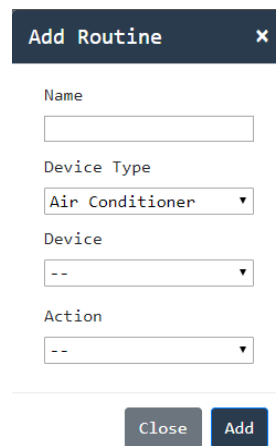 Add Routine ×
Name
Device Type
Air Conditioner
Device
--
Action
--
Close Add